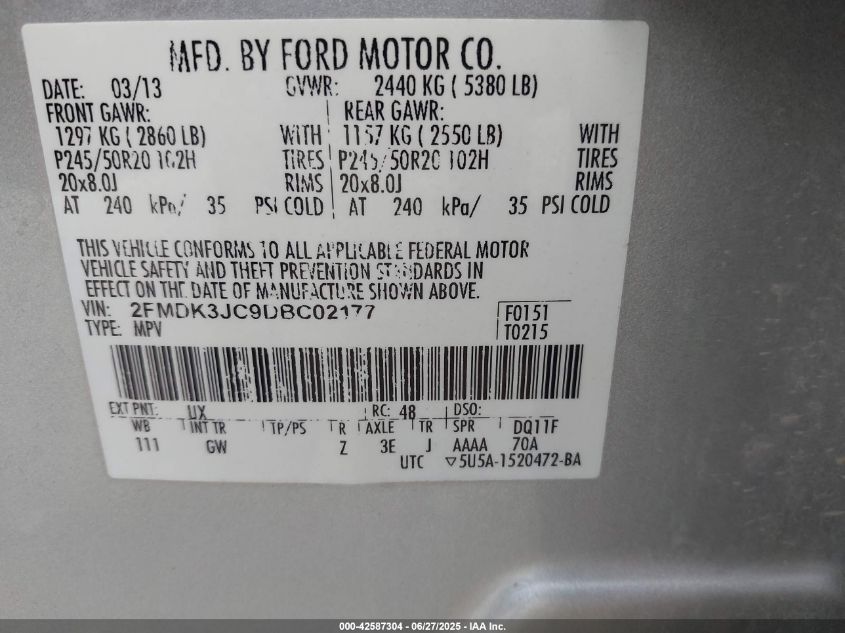 MFD. BY FORD MOTOR CO.
DATE: 03/13 GVWR: 2440 KG ( 5380 LB)
FRONT GAWR: REAR GAWR:
1297 KG ( 2860 LB) WITH 1157 KG ( 2550 LB) WITH
P245/50R20 102H TIRES P245/50R20 102H TIRES
20x8.0J RIMS 20x8.0J RIMS
AT 240 kPa/ 35 PSI COLD AT 240 kPa/ 35 PSI COLD
THIS VEHICLE CONFORMS TO ALL APPLICABLE FEDERAL MOTOR
VEHICLE SAFETY AND THEFT PREVENTION STANDARDS IN
EFFECT ON THE DATE OF MANUFACTURE SHOWN ABOVE.
VIN: 2FMDK3JC9DBC02177 F0151
TYPE: MPV T0215
EXT PNT: UX RC: 48 DSO:
WB INT TR TP/PS R AXLE TR SPR DQ11F
111 GW Z 3E J AAAA 70A
UTC ▽5U5A-1520472-BA
000-42587304 / 06/27/2025 - IAA Inc.